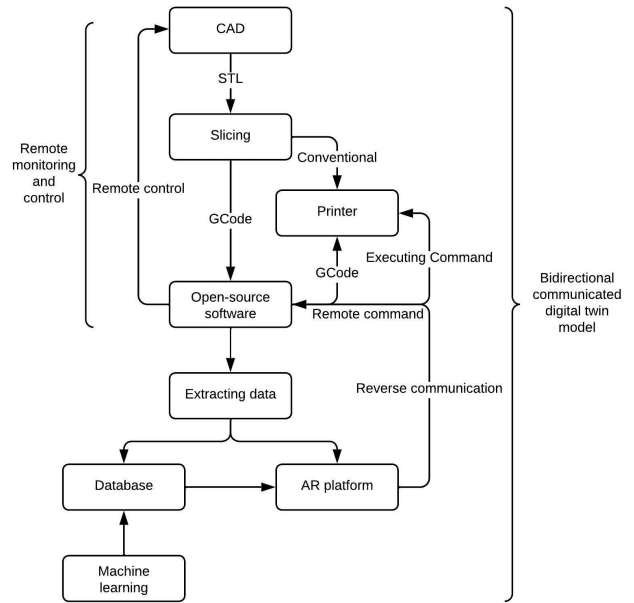 CAD
STL
Slicing
Conventional
Remote
monitoring
and
control
Remote control
Printer
GCode
Executing Command
GCode
Bidirectional
communicated
digital twin
model
Open-source
software
Remote command
Extracting data
Reverse communication
Database
AR platform
Machine
learning